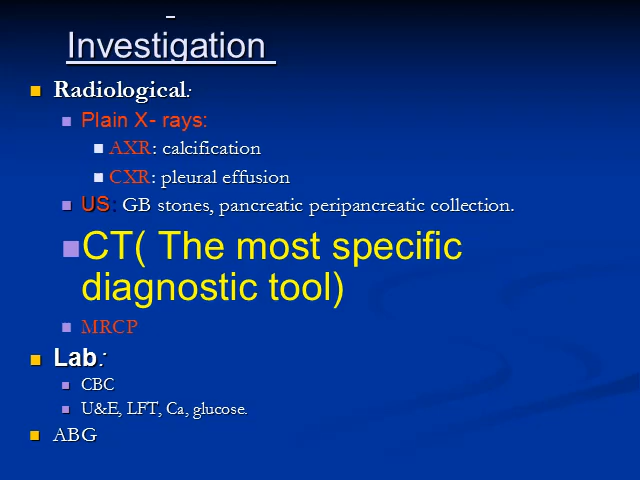 Investigation
Radiological:
Plain X- rays:
AXR: calcification
CXR: pleural effusion
US: GB stones, pancreatic peripancreatic collection.
CT( The most specific
diagnostic tool)
MRCP
Lab:
CBC
U&E, LFT, Ca, glucose.
ABG